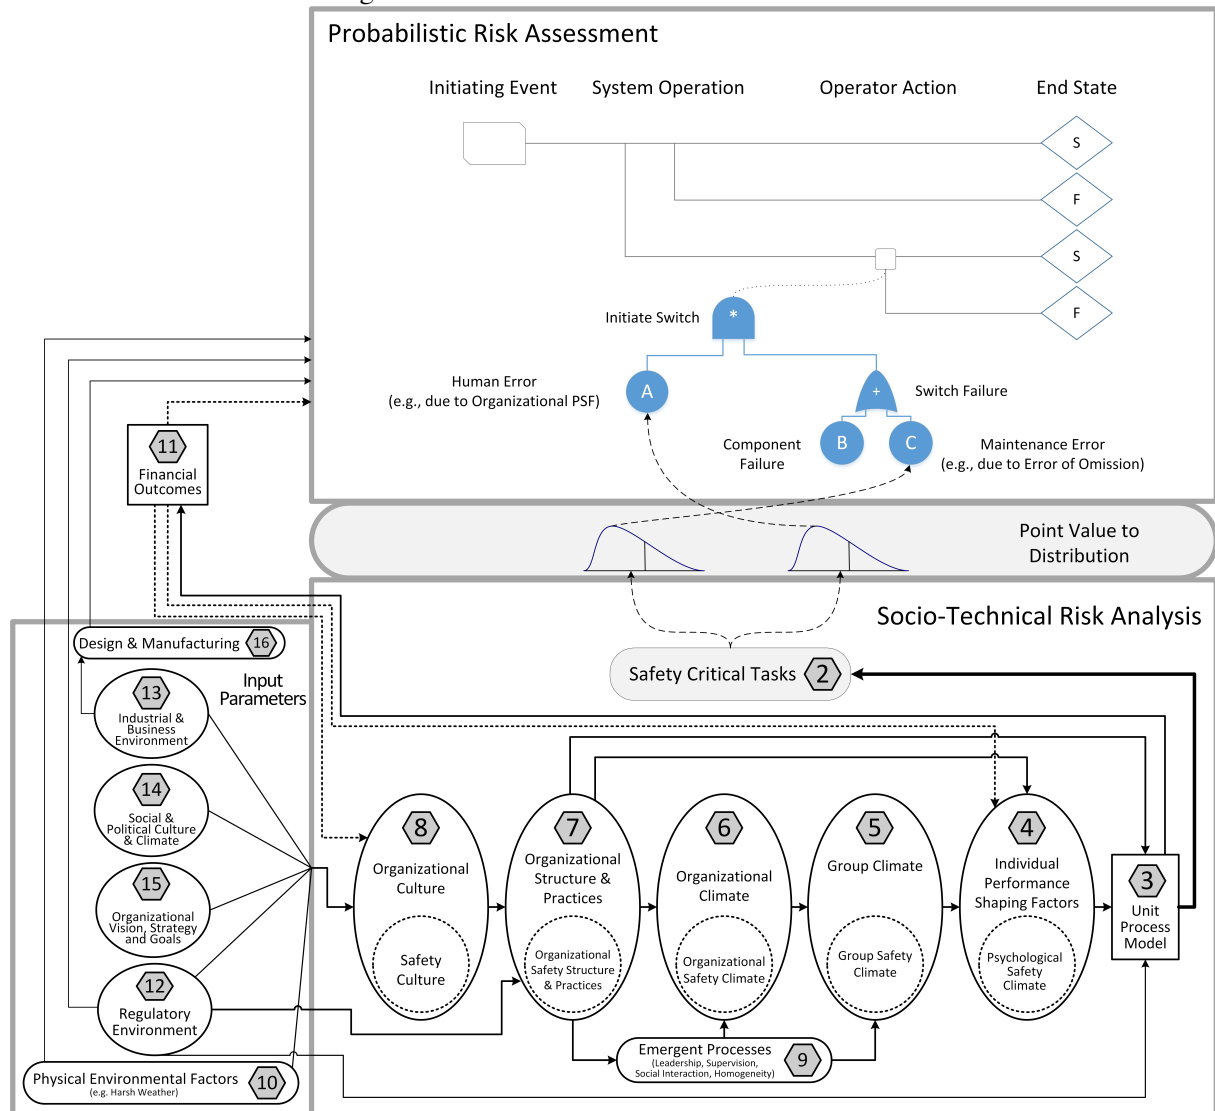 Probabilistic Risk Assessment
Initiating Event
System Operation
Operator Action
End State
S
F
S
F
Initiate Switch
*
Human Error
(e.g., due to Organizational PSF)
A
+
Switch Failure
Component
Failure
B
C
Maintenance Error
(e.g., due to Error of Omission)
11
Financial
Outcomes
Point Value to
Distribution
Socio-Technical Risk Analysis
Safety Critical Tasks
2
Design & Manufacturing
16
Input
Parameters
13
Industrial &
Business
Environment
14
Social &
Political Culture
& Climate
15
Organizational
Vision, Strategy
and Goals
12
Regulatory
Environment
Physical Environmental Factors
(e.g. Harsh Weather)
10
8
Organizational
Culture
Safety
Culture
7
Organizational
Structure &
Practices
Organizational
Safety Structure
& Practices
6
Organizational
Climate
Organizational
Safety Climate
5
Group Climate
Group Safety
Climate
4
Individual
Performance
Shaping Factors
Psychological
Safety
Climate
3
Unit
Process
Model
Emergent Processes
(Leadership, Supervision,
Social Interaction, Homogeneity)
9